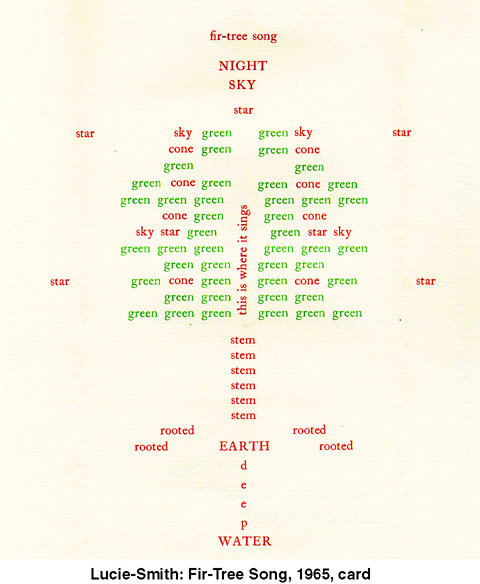 fir-tree song
NIGHT
SKY
star
star sky green green sky star
cone green green cone
green green
green cone green green cone green
green green green green green green
cone green green cone
sky star green green star sky
green green green green green green
green green green green
star green cone green green cone green star
green green green green
green green green green green green
this is where it sings
stem
stem
stem
stem
stem
stem
rooted rooted
rooted EARTH rooted
d
e
e
p
WATER
Lucie-Smith: Fir-Tree Song, 1965, card